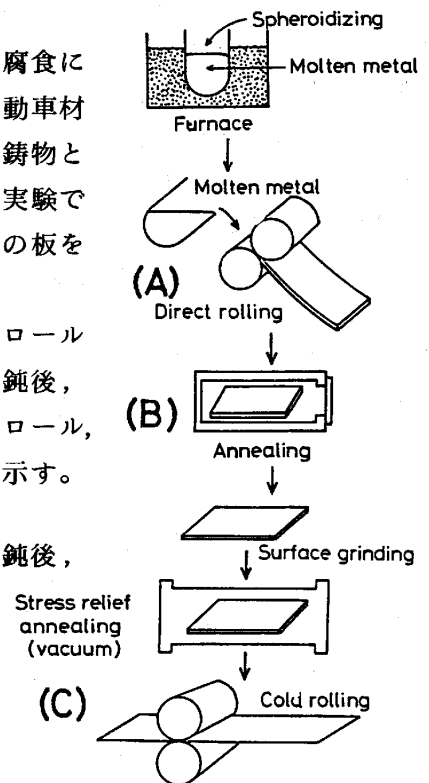 腐食に
動車材
鋳物と
実験で
の板を
ロール
鈍後,
ロール,
示す。
鈍後,
Spheroidizing
Molten metal
Furnace
Molten metal
(A)
Direct rolling
(B)
Annealing
Surface grinding
Stress relief
annealing
(vacuum)
(C)
Cold rolling